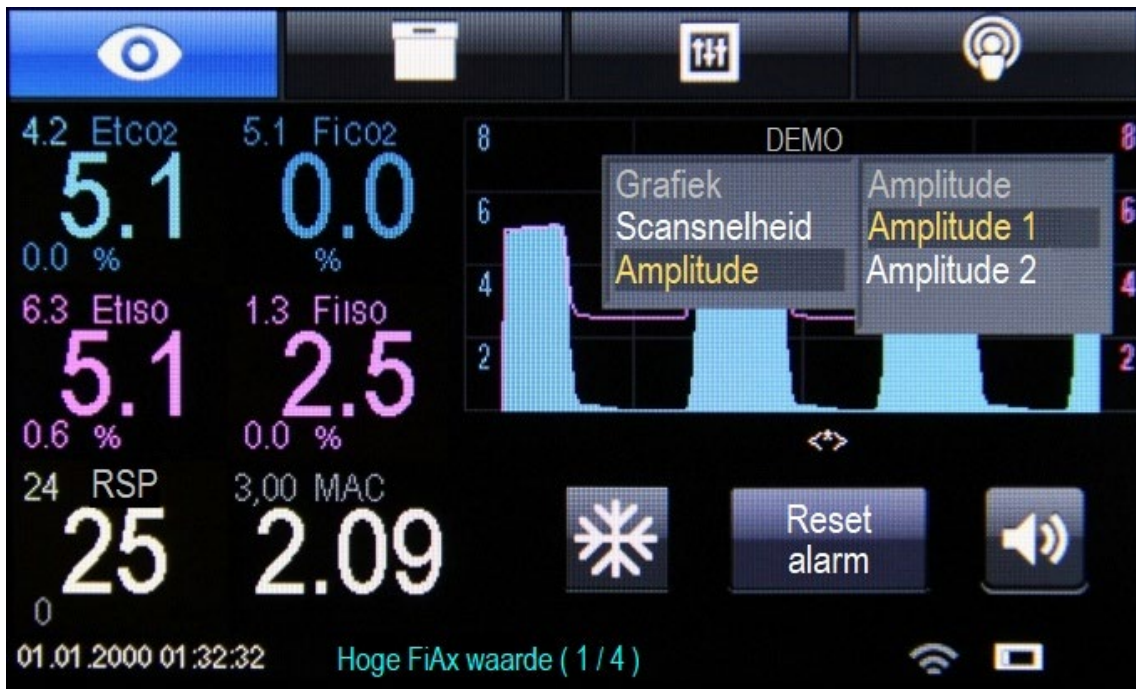 4.2 Etco2
5.1
0.0 %
5.1 Fico2
0.0
%
6.3 Etiso
5.1
0.6 %
1.3 Fiiso
2.5
0.0 %
24 RSP
25
0
3,00 MAC
2.09
DEMO
8
6
4
2
8
6
4
2
Grafiek
Scansnelheid
Amplitude
Amplitude
Amplitude 1
Amplitude 2
<*>
Reset
alarm
01.01.2000 01:32:32
Hoge FiAx waarde ( 1 / 4 )